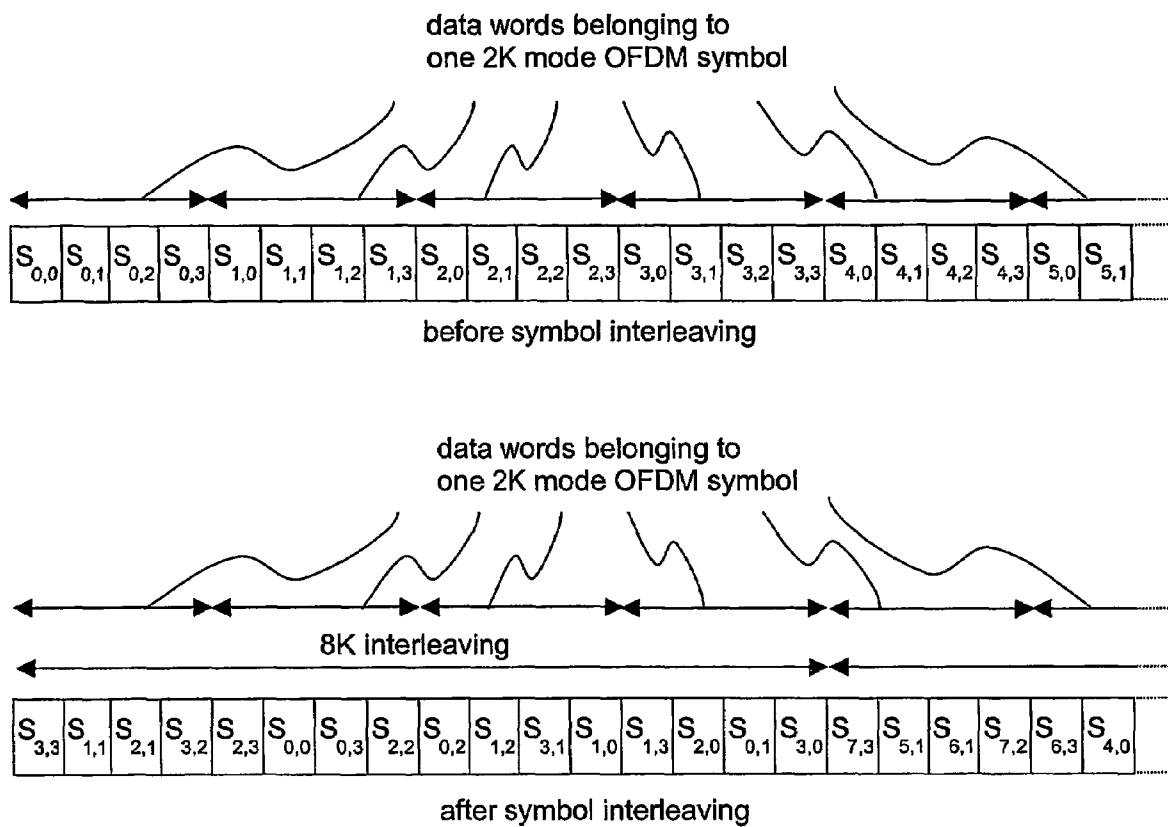 data words belonging to
one 2K mode OFDM symbol
S0,0 S0,1 S0,2 S0,3 S1,0 S1,1 S1,2 S1,3 S2,0 S2,1 S2,2 S2,3 S3,0 S3,1 S3,2 S3,3 S4,0 S4,1 S4,2 S4,3 S5,0 S5,1
before symbol interleaving
data words belonging to
one 2K mode OFDM symbol
8K interleaving
S3,3 S1,1 S2,1 S3,2 S2,3 S0,0 S0,3 S2,2 S0,2 S1,2 S3,1 S1,0 S1,3 S2,0 S0,1 S3,0 S7,3 S5,1 S6,1 S7,2 S6,3 S4,0
after symbol interleaving